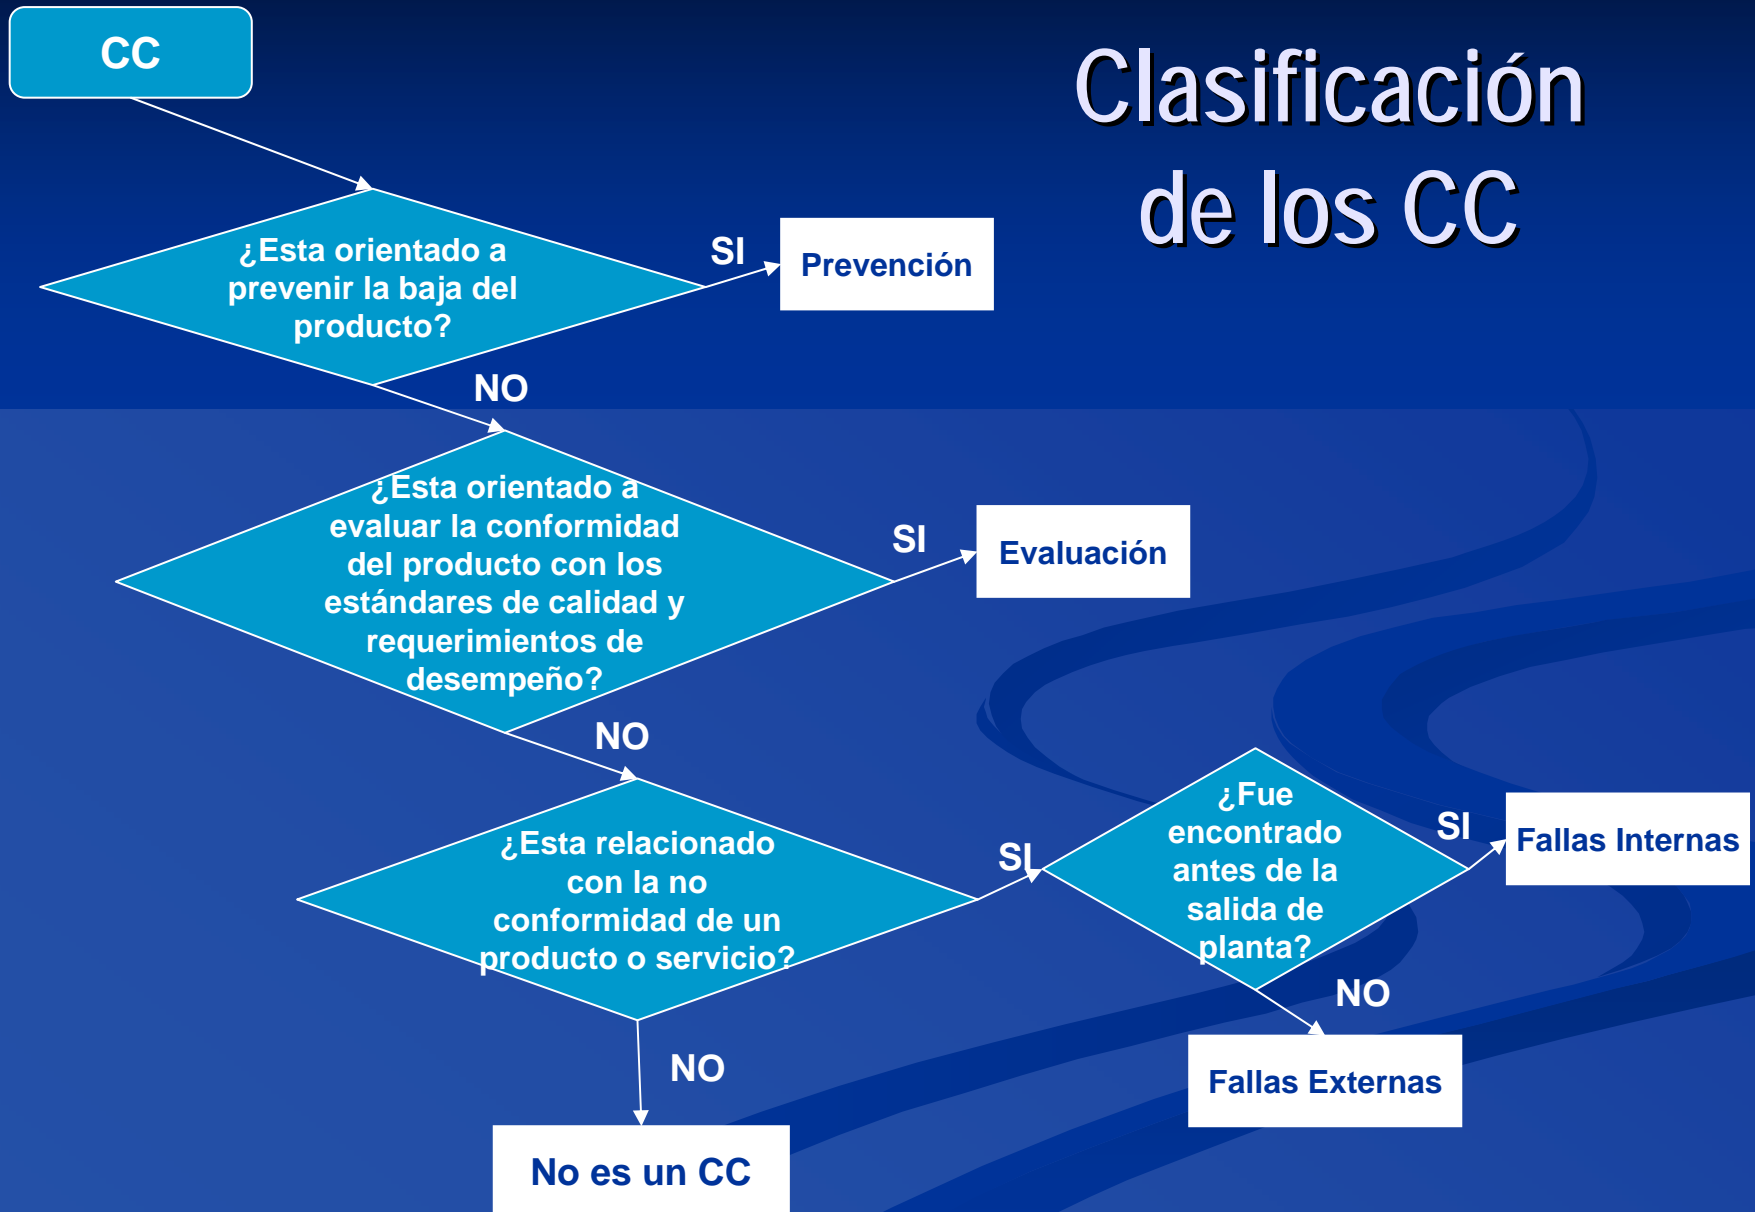 CC
Clasificación
de los CC
¿Esta orientado a
prevenir la baja del
producto?
SI
Prevención
NO
¿Esta orientado a
evaluar la conformidad
del producto con los
estándares de calidad y
requerimientos de
desempeño?
SI
Evaluación
NO
¿Esta relacionado
con la no
conformidad de un
producto o servicio?
SI
¿Fue
encontrado
antes de la
salida de
planta?
SI
Fallas Internas
NO
Fallas Externas
NO
No es un CC